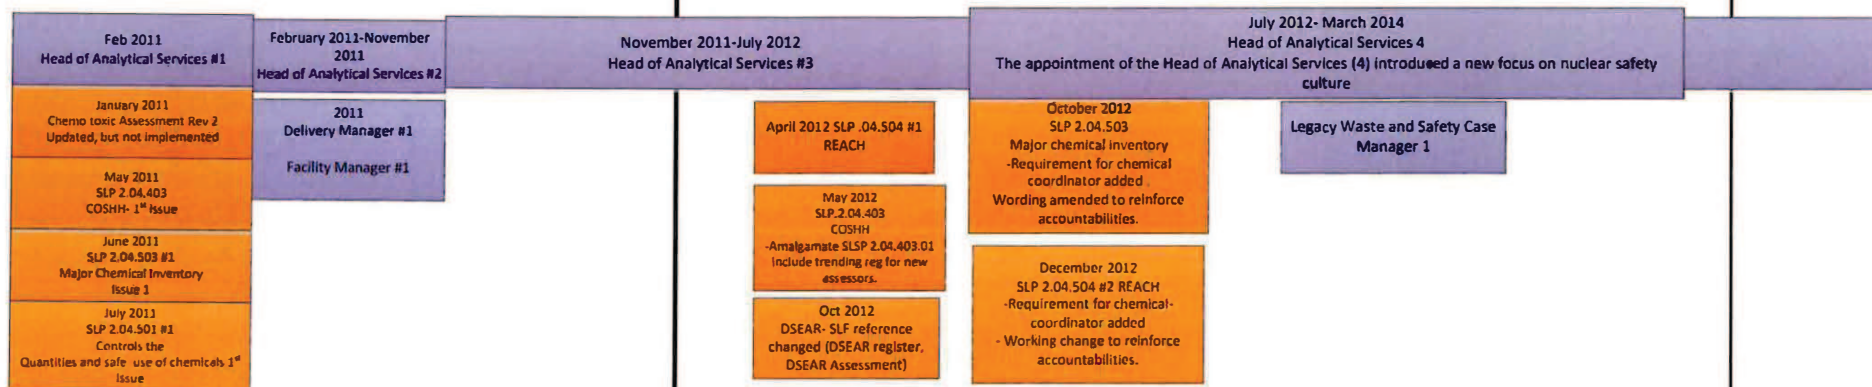 Feb 2011
Head of Analytical Services #1
February 2011-November
2011
Head of Analytical Services #2
November 2011-July 2012
Head of Analytical Services #3
July 2012- March 2014
Head of Analytical Services 4
The appointment of the Head of Analytical Services (4) introduced a new focus on nuclear safety
culture
January 2011
Chemo toxic Assessment Rev 2
Updated, but not implemented
May 2011
SLP 2.04.403
COSHH- 1st Issue
June 2011
SLP 2.04.503 #1
Major Chemical Inventory
Issue 1
July 2011
SLP 2.04.501 #1
Controls the
Quantities and safe use of chemicals 1st
Issue
2011
Delivery Manager #1
Facility Manager #1
April 2012 SLP .04.504 #1
REACH
May 2012
SLP.2.04.403
COSHH
-Amalgamate SLSP 2.04.403.01
Include trending reg for new
assessors.
Oct 2012
DSEAR- SLF reference
changed (DSEAR register,
DSEAR Assessment)
October 2012
SLP 2.04.503
Major chemical inventory
-Requirement for chemical
coordinator added .
Wording amended to reinforce
accountabilities.
December 2012
SLP 2.04.504 #2 REACH
-Requirement for chemical-
coordinator added
- Working change to reinforce
accountabilities.
Legacy Waste and Safety Case
Manager 1